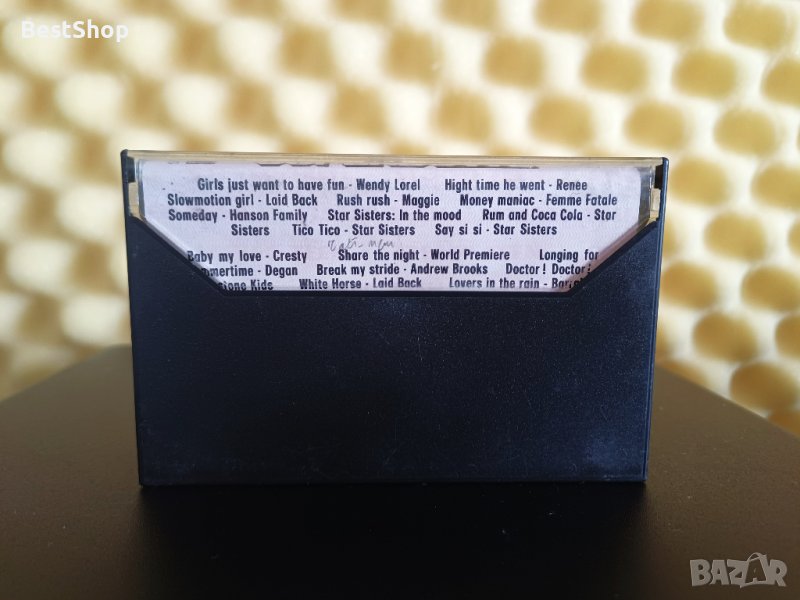 BestShop
Girls just want to have fun - Wendy Lorel Hight time he went - Renee
Slowmotion girl - Laid Back Rush rush - Maggie Money maniac - Femme Fatale
Someday - Hanson Family Star Sisters: In the mood Rum and Coca Cola - Star
Sisters Tico Tico - Star Sisters Say si si - Star Sisters
Baby my love - Cresty Share the night - World Premiere Longing for
mmertime - Degan Break my stride - Andrew Brooks Doctor! Doctor!
sione Kids White Horse - Laid Back Lovers in the rain -
BAZAR